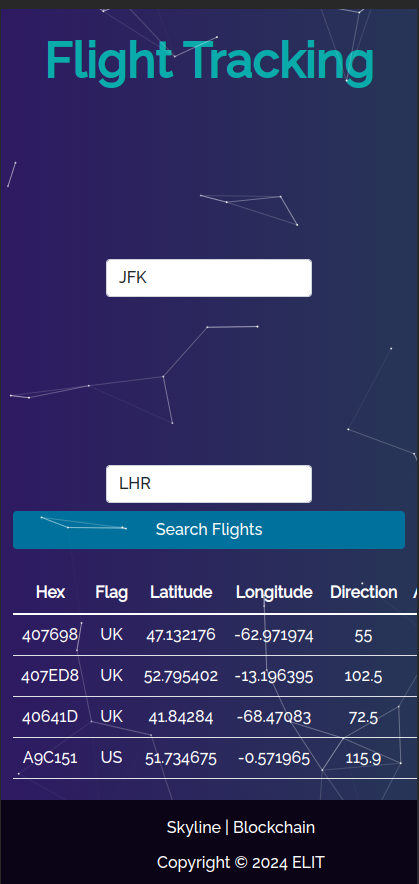 Flight Tracking
JFK
LHR
Search Flights
Hex Flag Latitude Longitude Direction
407698 UK 47.132176 -62.971974 55
407ED8 UK 52.795402 -13.196395 102.5
40641D UK 41.84284 -68.47083 72.5
A9C151 US 51.734675 -0.571965 115.9
Skyline | Blockchain
Copyright © 2024 ELIT